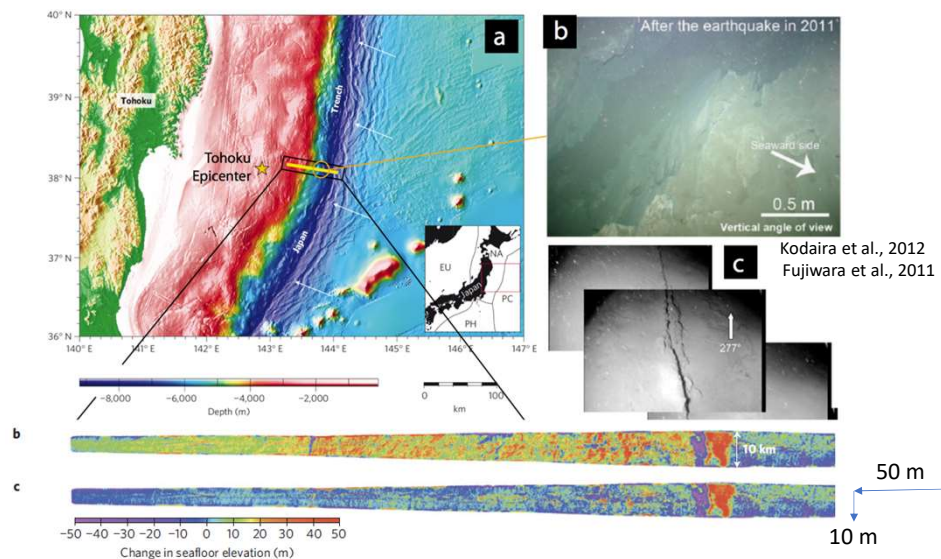 a
40° N
39° N
38° N
37° N
36° N
Tohoku
Tohoku
Epicenter
Trench
Japan
NA
EU
Japan
PC
PH
140° E
141° E
142° E
143° E
144° E
145° E
146° E
147° E
−8,000
−6,000
−4,000
−2,000
Depth (m)
0
100
km
b
After the earthquake in 2011
Seaward side
0.5 m
Vertical angle of view
Kodaira et al., 2012
Fujiwara et al., 2011
c
277°
b
10 km
c
50 m
10 m
−50
−40
−30
−20
−10
0
10
20
30
40
50
Change in seafloor elevation (m)